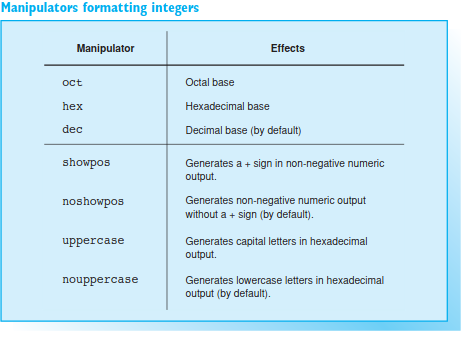 Manipulators formatting integers
Manipulator Effects
oct Octal base
hex Hexadecimal base
dec Decimal base (by default)
showpos Generates a + sign in non-negative numeric
output.
noshowpos Generates non-negative numeric output
without a + sign (by default).
uppercase Generates capital letters in hexadecimal
output.
nouppercase Generates lowercase letters in hexadecimal
output (by default).